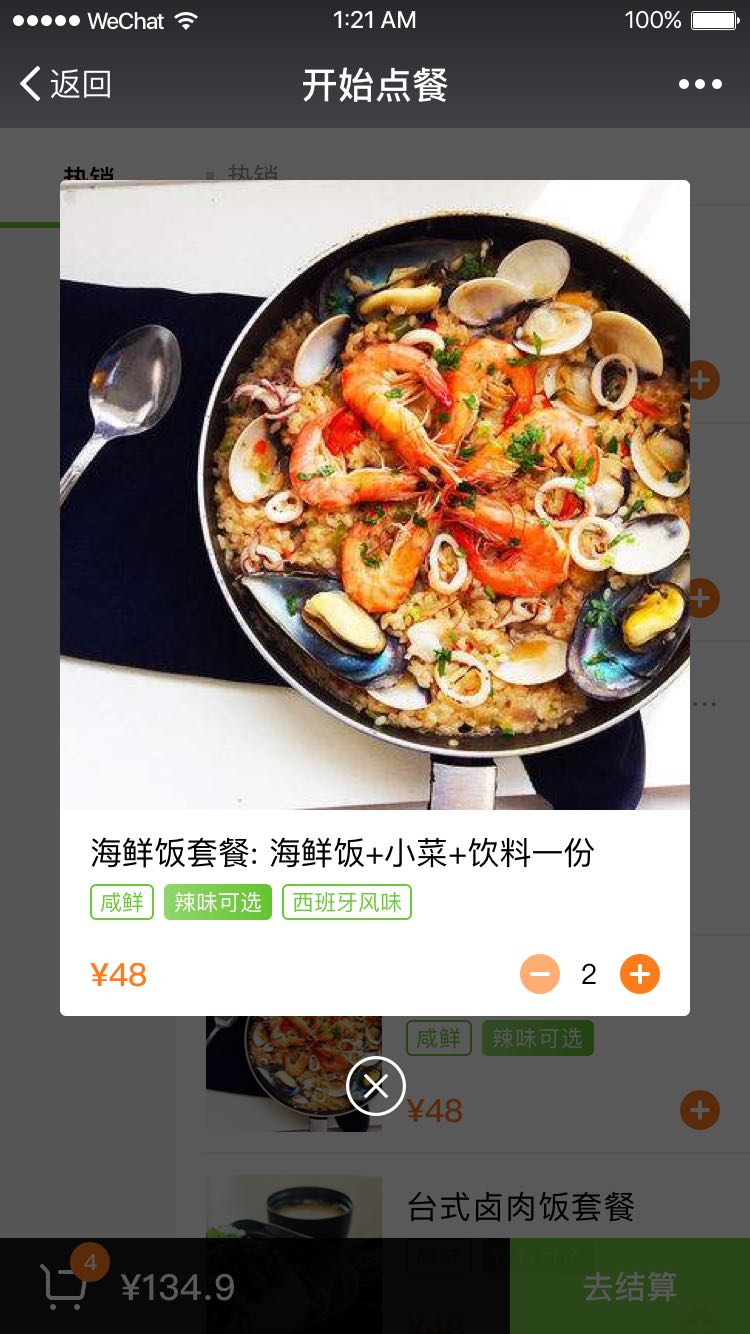 WeChat 1:21 AM 100%
返回 开始点餐
热销 热销
海鲜饭套餐: 海鲜饭+小菜+饮料一份
咸鲜 辣味可选 西班牙风味
¥48 2
咸鲜 辣味可选
¥48
台式卤肉饭套餐
4
¥134.9 去结算